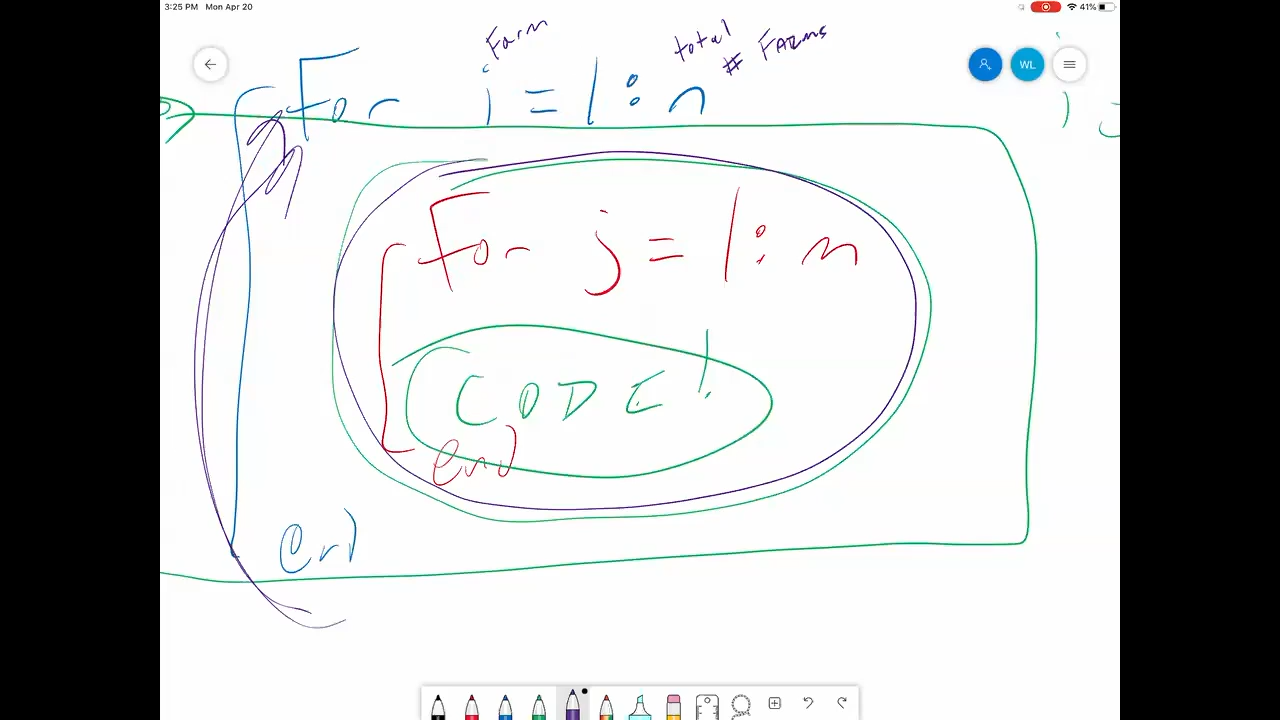 3:25 PM Mon Apr 20
41%
Farm
total
# FARMS
WL
For i = 1 : n
i =
For j = 1 : m
CODE!
end
end